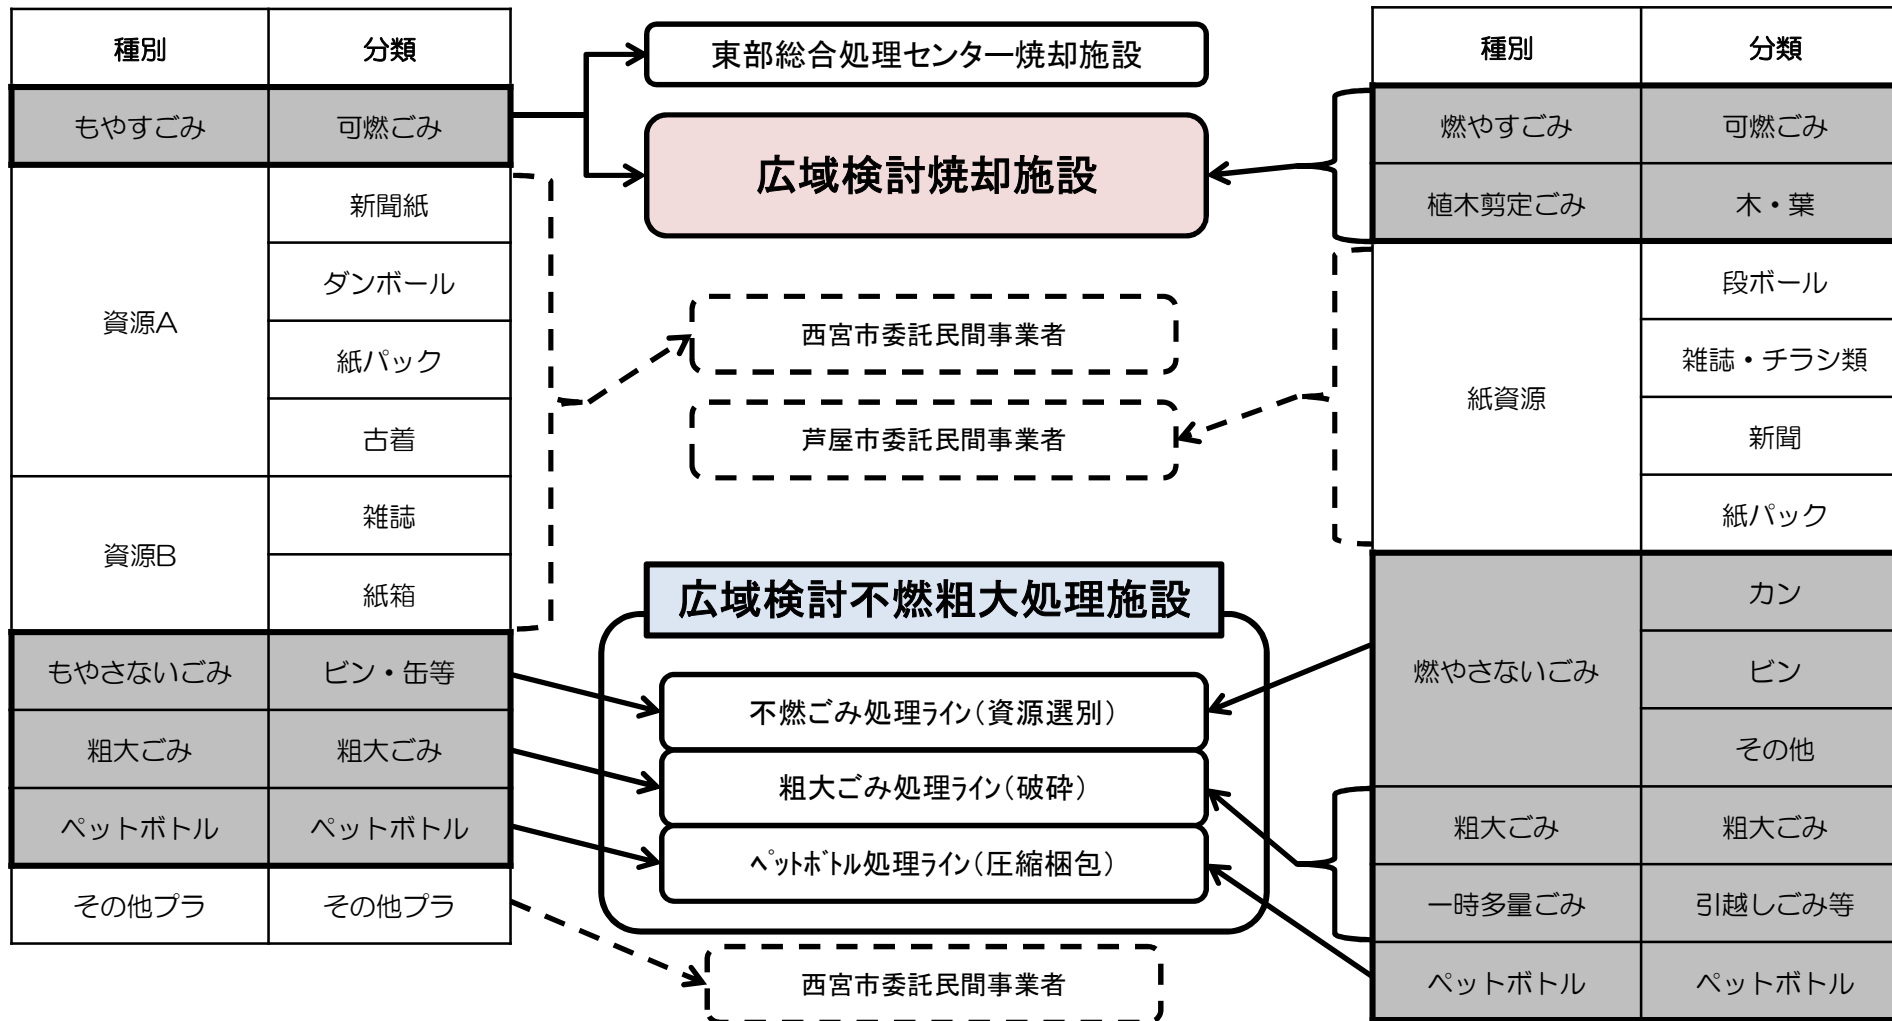 種別 分類
もやすごみ 可燃ごみ
資源A
新聞紙
ダンボール
紙パック
古着
資源B
雑誌
紙箱
もやさないごみ ビン・缶等
粗大ごみ 粗大ごみ
ペットボトル ペットボトル
その他プラ その他プラ
東部総合処理センター焼却施設
広域検討焼却施設
西宮市委託民間事業者
芦屋市委託民間事業者
広域検討不燃粗大処理施設
不燃ごみ処理ﾗｲﾝ(資源選別)
粗大ごみ処理ﾗｲﾝ(破砕)
ﾍﾟｯﾄﾎﾞﾄﾙ処理ﾗｲﾝ(圧縮梱包)
西宮市委託民間事業者
種別 分類
燃やすごみ 可燃ごみ
植木剪定ごみ 木・葉
紙資源
段ボール
雑誌・チラシ類
新聞
紙パック
燃やさないごみ
カン
ビン
その他
粗大ごみ 粗大ごみ
一時多量ごみ 引越しごみ等
ペットボトル ペットボトル